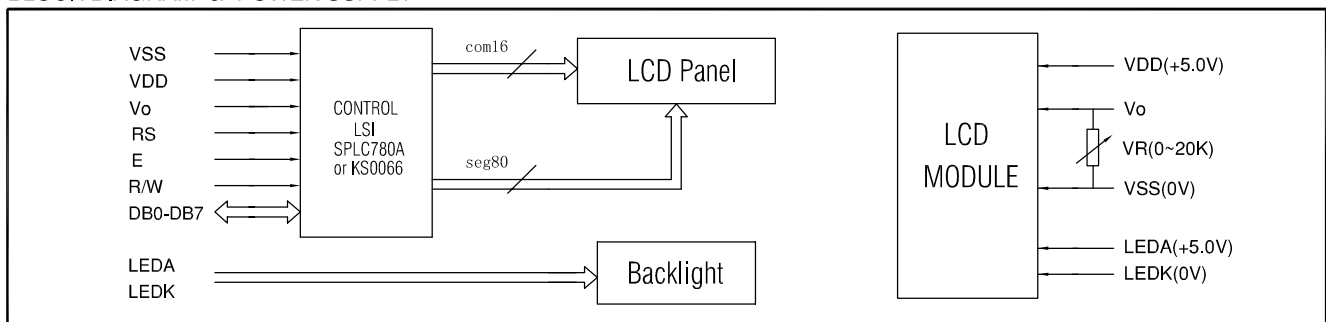 VSS
VDD
Vo
RS
E
R/W
DB0-DB7
LEDA
LEDK
CONTROL
LSI
SPLC780A
or KS0066
com16
seg80
LCD Panel
Backlight
LCD
MODULE
VDD(+5.0V)
Vo
VR(0~20K)
VSS(0V)
LEDA(+5.0V)
LEDK(0V)